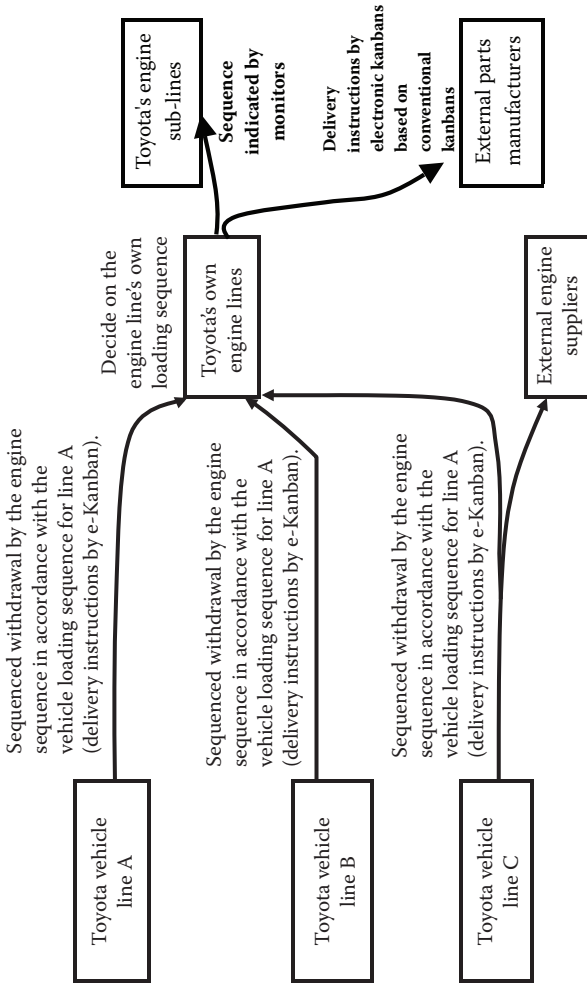 Toyota vehicle
line A
Sequenced withdrawal by the engine
sequence in accordance with the
vehicle loading sequence for line A
(delivery instructions by e-Kanban).
Toyota vehicle
line B
Sequenced withdrawal by the engine
sequence in accordance with the
vehicle loading sequence for line A
(delivery instructions by e-Kanban).
Toyota vehicle
line C
Sequenced withdrawal by the engine
sequence in accordance with the
vehicle loading sequence for line A
(delivery instructions by e-Kanban).
Decide on the
engine line's own
loading sequence
Toyota's own
engine lines
External engine
suppliers
Toyota's engine
sub-lines
Sequence
indicated by
monitors
Delivery
instructions by
electronic kanbans
based on
conventional
kanbans
External parts
manufacturers